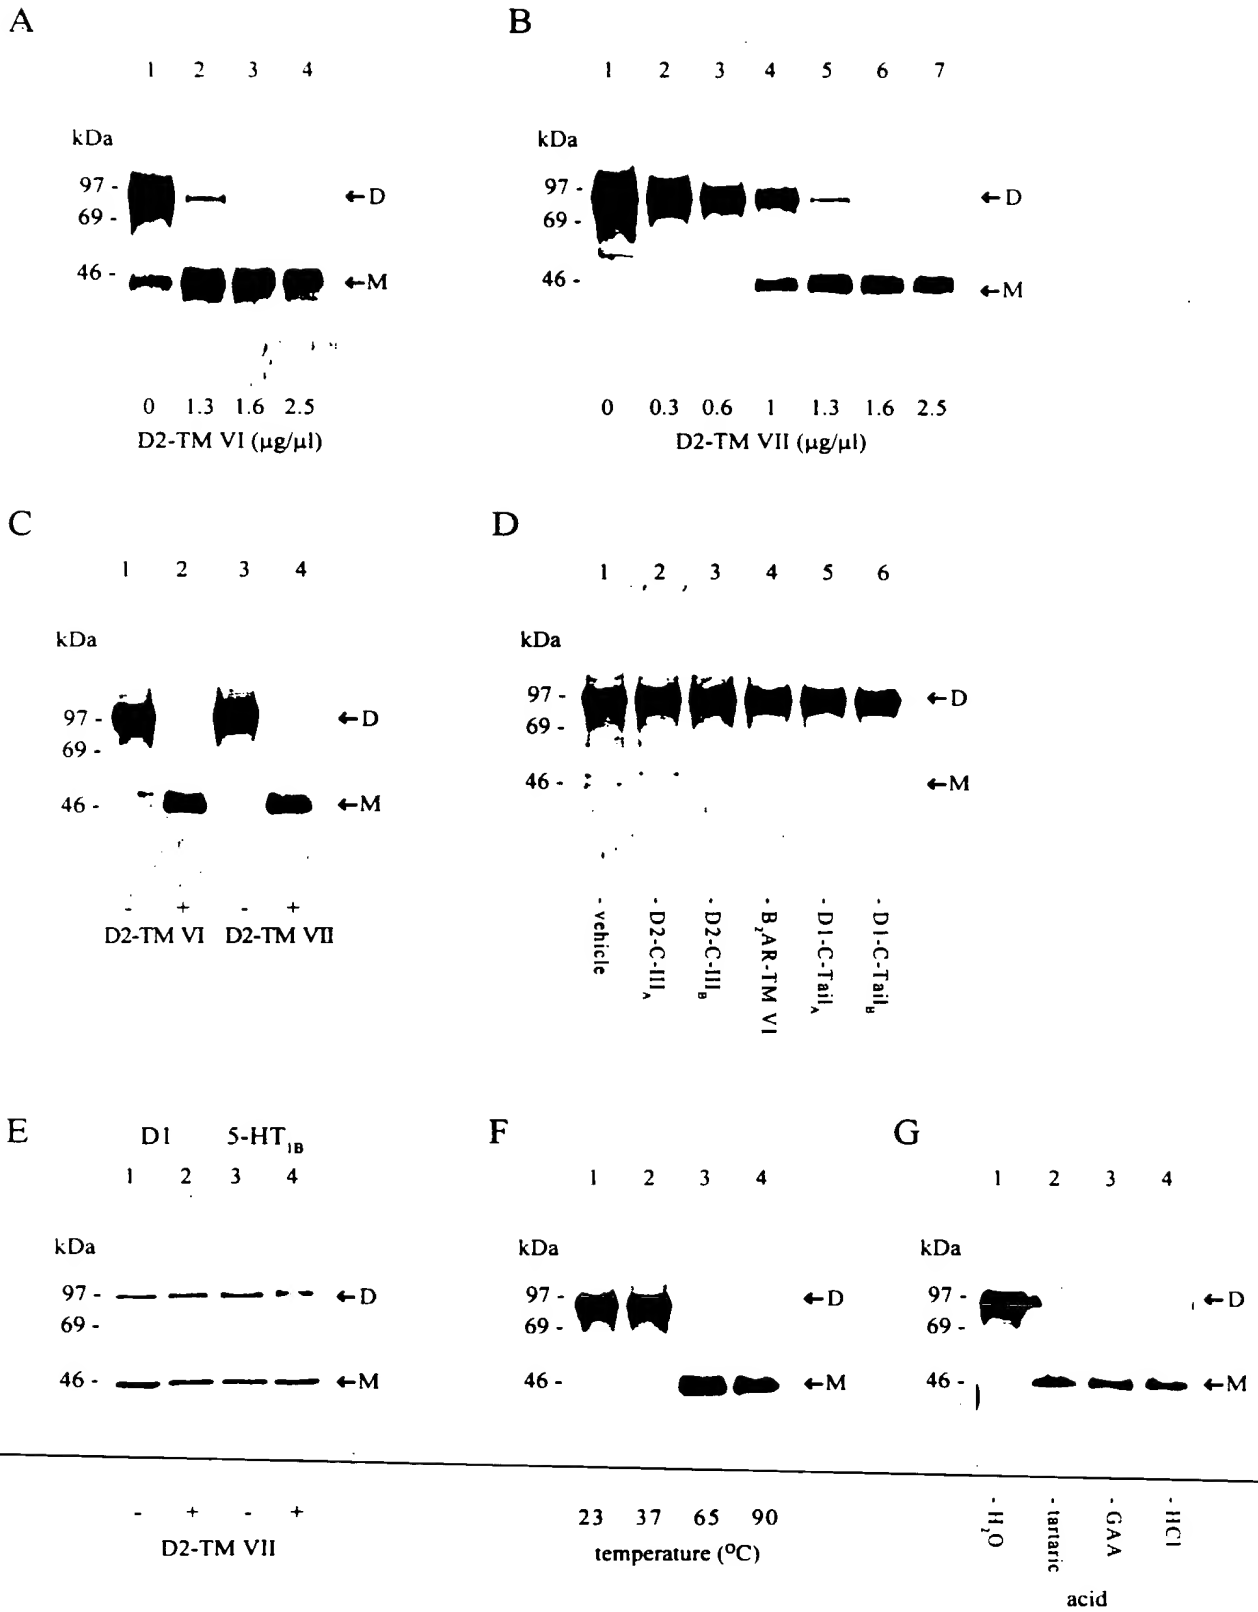 A
1 2 3 4
kDa
97 -
69 -
46 -
←D
←M
0 1.3 1.6 2.5
D2-TM VI (µg/µl)
B
1 2 3 4 5 6 7
kDa
97 -
69 -
46 -
←D
←M
0 0.3 0.6 1 1.3 1.6 2.5
D2-TM VII (µg/µl)
C
1 2 3 4
kDa
97 -
69 -
46 -
←D
←M
- + - +
D2-TM VI D2-TM VII
D
1 2 3 4 5 6
kDa
97 -
69 -
46 -
←D
←M
- vehicle
- D2-C-III_A
- D2-C-III_B
- B₂AR-TM VI
- D1-C-Tail_A
- D1-C-Tail_B
E
D1 5-HT_1B
1 2 3 4
kDa
97 -
69 -
46 -
←D
←M
- + - +
D2-TM VII
F
1 2 3 4
kDa
97 -
69 -
46 -
←D
←M
23 37 65 90
temperature (°C)
G
1 2 3 4
kDa
97 -
69 -
46 -
←D
←M
- H₂O
- tartaric
- GAA
- HCl
acid